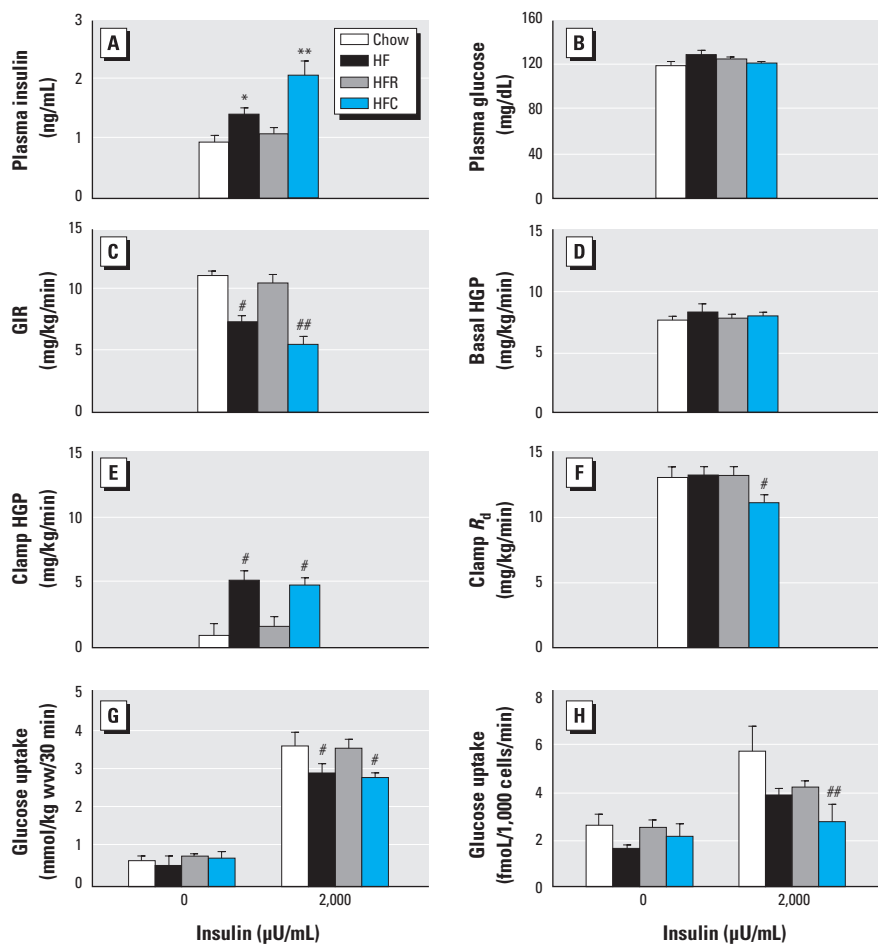 A
Plasma insulin
(ng/mL)
3
2
1
0
*
**
Chow
HF
HFR
HFC
B
Plasma glucose
(mg/dL)
160
120
80
40
0
C
GIR
(mg/kg/min)
15
10
5
0
#
##
D
Basal HGP
(mg/kg/min)
15
10
5
0
E
Clamp HGP
(mg/kg/min)
15
10
5
0
#
#
F
Clamp Rd
(mg/kg/min)
15
10
5
0
#
G
Glucose uptake
(mmol/kg ww/30 min)
5
4
3
2
1
0
#
#
0
2,000
Insulin (µU/mL)
H
Glucose uptake
(fmoL/1,000 cells/min)
8
6
4
2
0
##
0
2,000
Insulin (µU/mL)